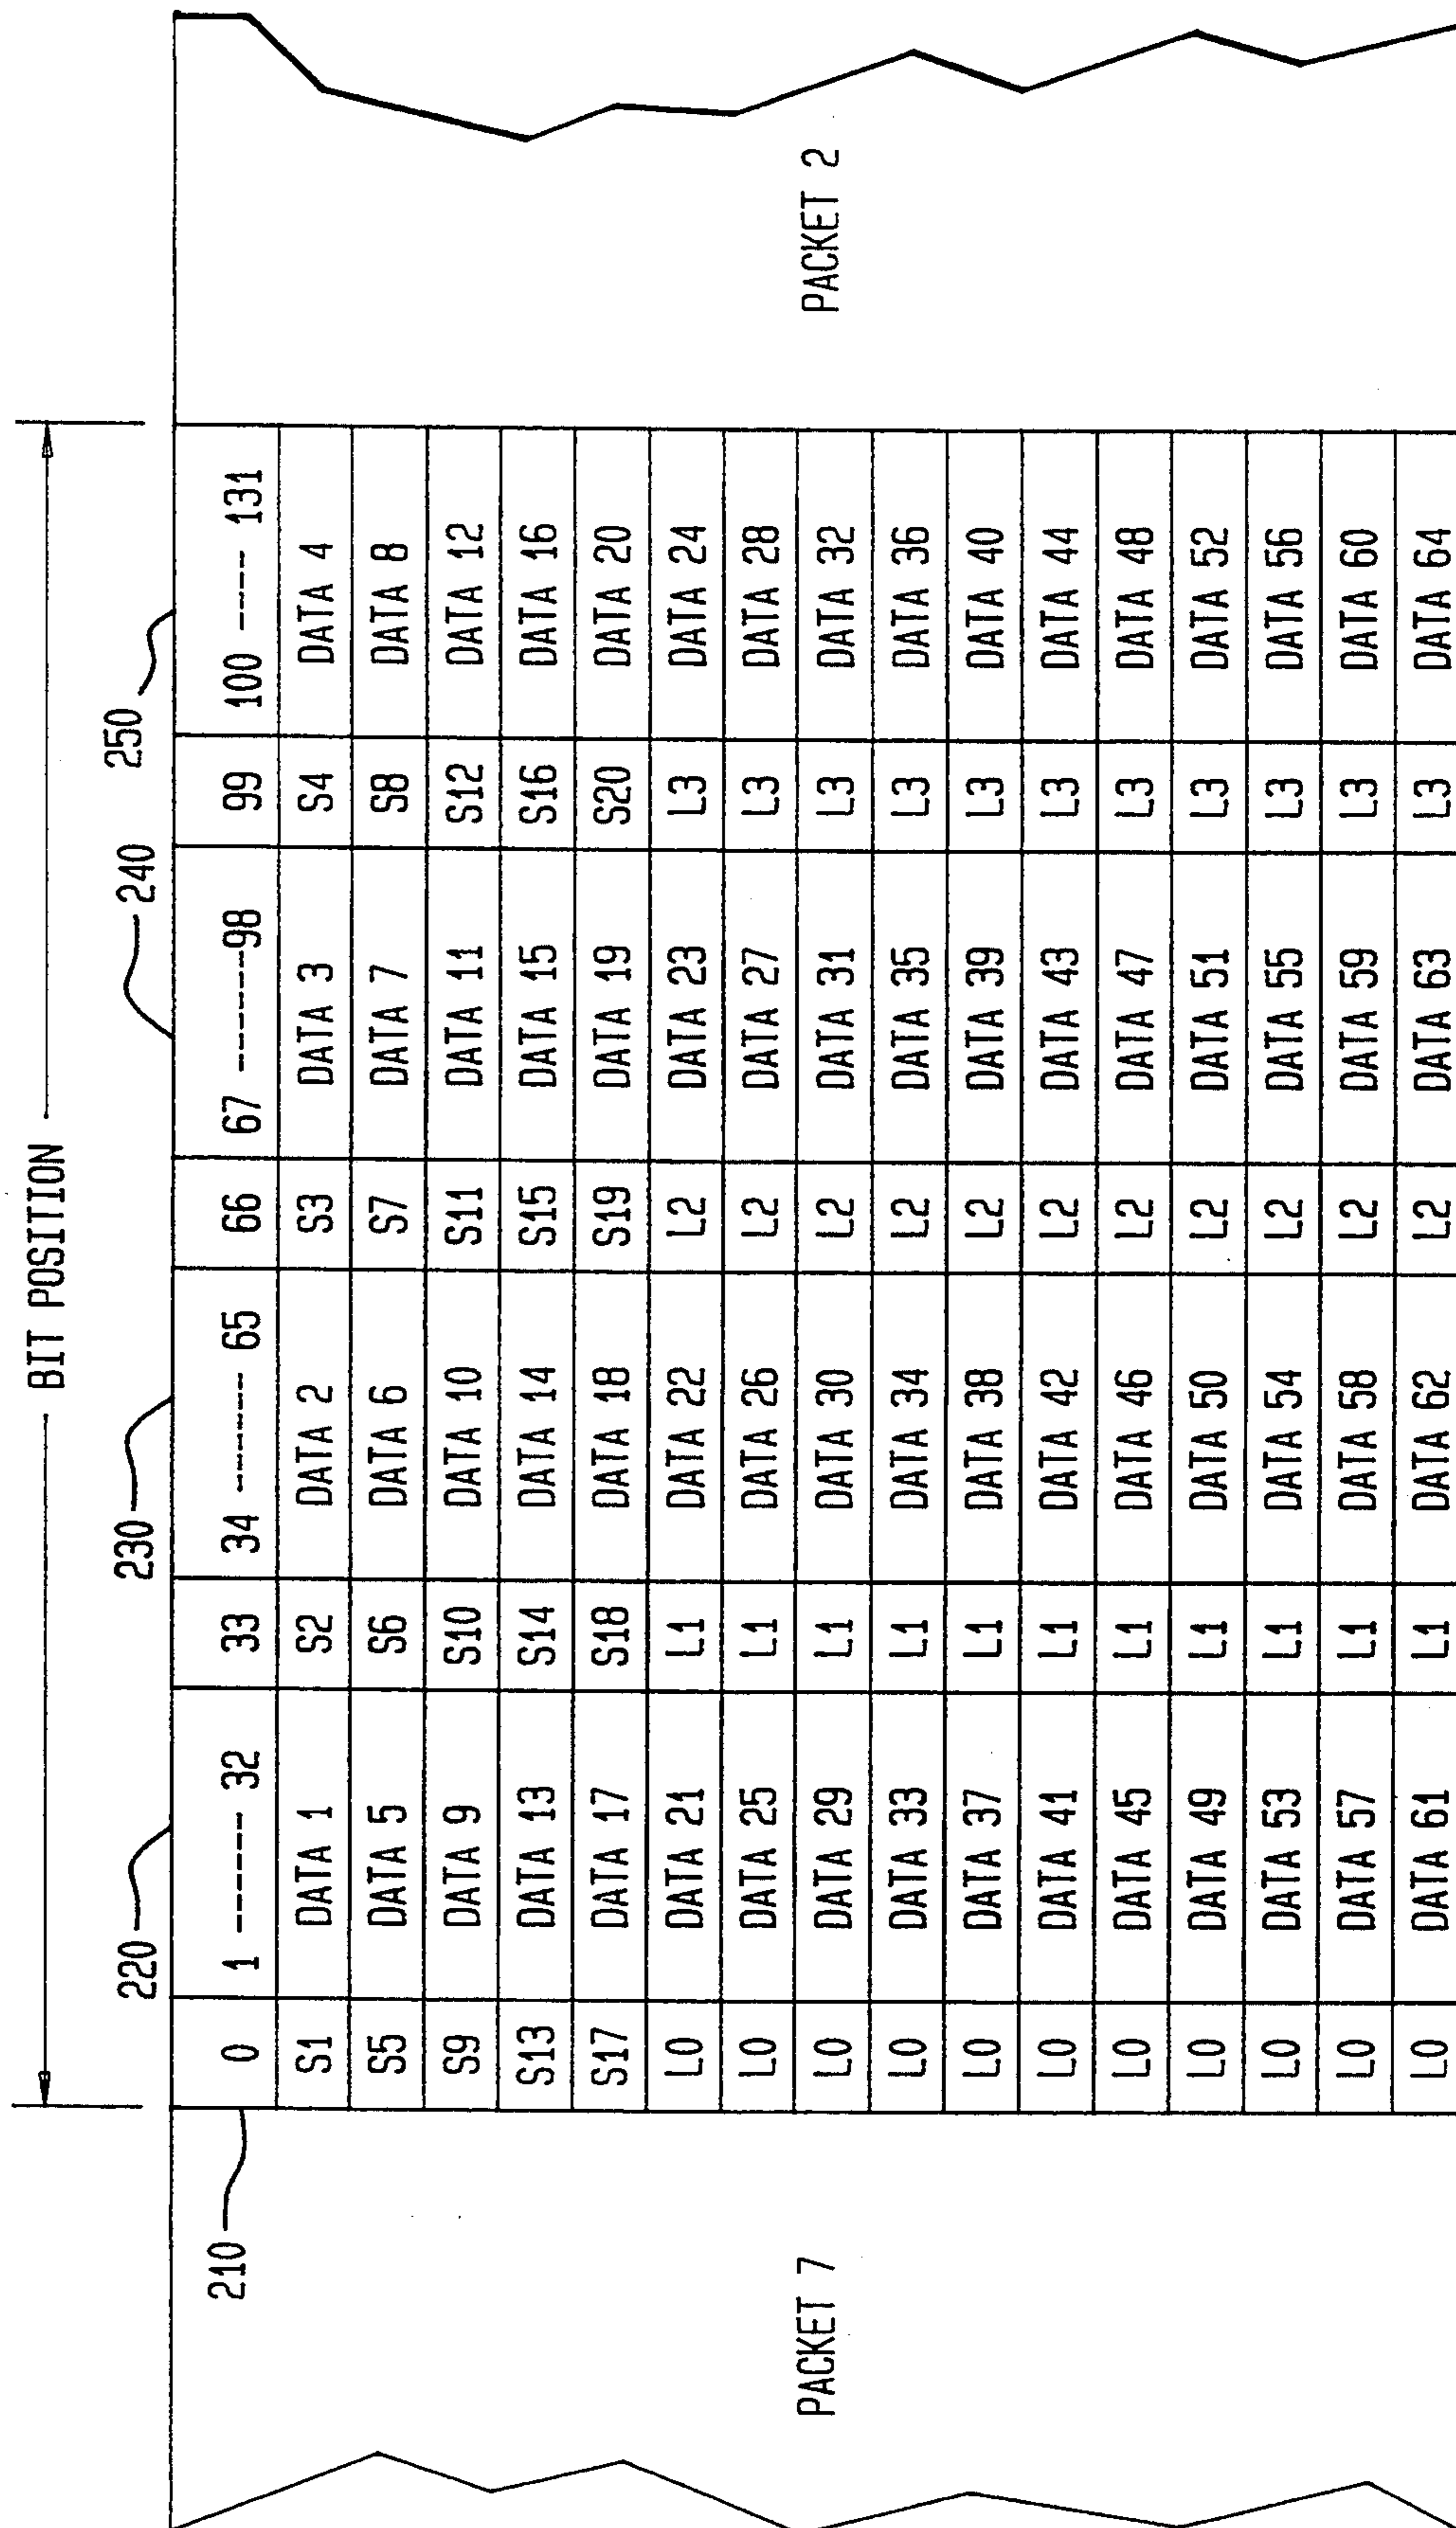 BIT POSITION
220 230 240 250
210
0 1 ------ 32 33 34 ------- 65 66 67 -------98 99 100 ---- 131
S1 DATA 1 S2 DATA 2 S3 DATA 3 S4 DATA 4
S5 DATA 5 S6 DATA 6 S7 DATA 7 S8 DATA 8
S9 DATA 9 S10 DATA 10 S11 DATA 11 S12 DATA 12
S13 DATA 13 S14 DATA 14 S15 DATA 15 S16 DATA 16
S17 DATA 17 S18 DATA 18 S19 DATA 19 S20 DATA 20
L0 DATA 21 L1 DATA 22 L2 DATA 23 L3 DATA 24
L0 DATA 25 L1 DATA 26 L2 DATA 27 L3 DATA 28
PACKET 7 L0 DATA 29 L1 DATA 30 L2 DATA 31 L3 DATA 32 PACKET 2
L0 DATA 33 L1 DATA 34 L2 DATA 35 L3 DATA 36
L0 DATA 37 L1 DATA 38 L2 DATA 39 L3 DATA 40
L0 DATA 41 L1 DATA 42 L2 DATA 43 L3 DATA 44
L0 DATA 45 L1 DATA 46 L2 DATA 47 L3 DATA 48
L0 DATA 49 L1 DATA 50 L2 DATA 51 L3 DATA 52
L0 DATA 53 L1 DATA 54 L2 DATA 55 L3 DATA 56
L0 DATA 57 L1 DATA 58 L2 DATA 59 L3 DATA 60
L0 DATA 61 L1 DATA 62 L2 DATA 63 L3 DATA 64